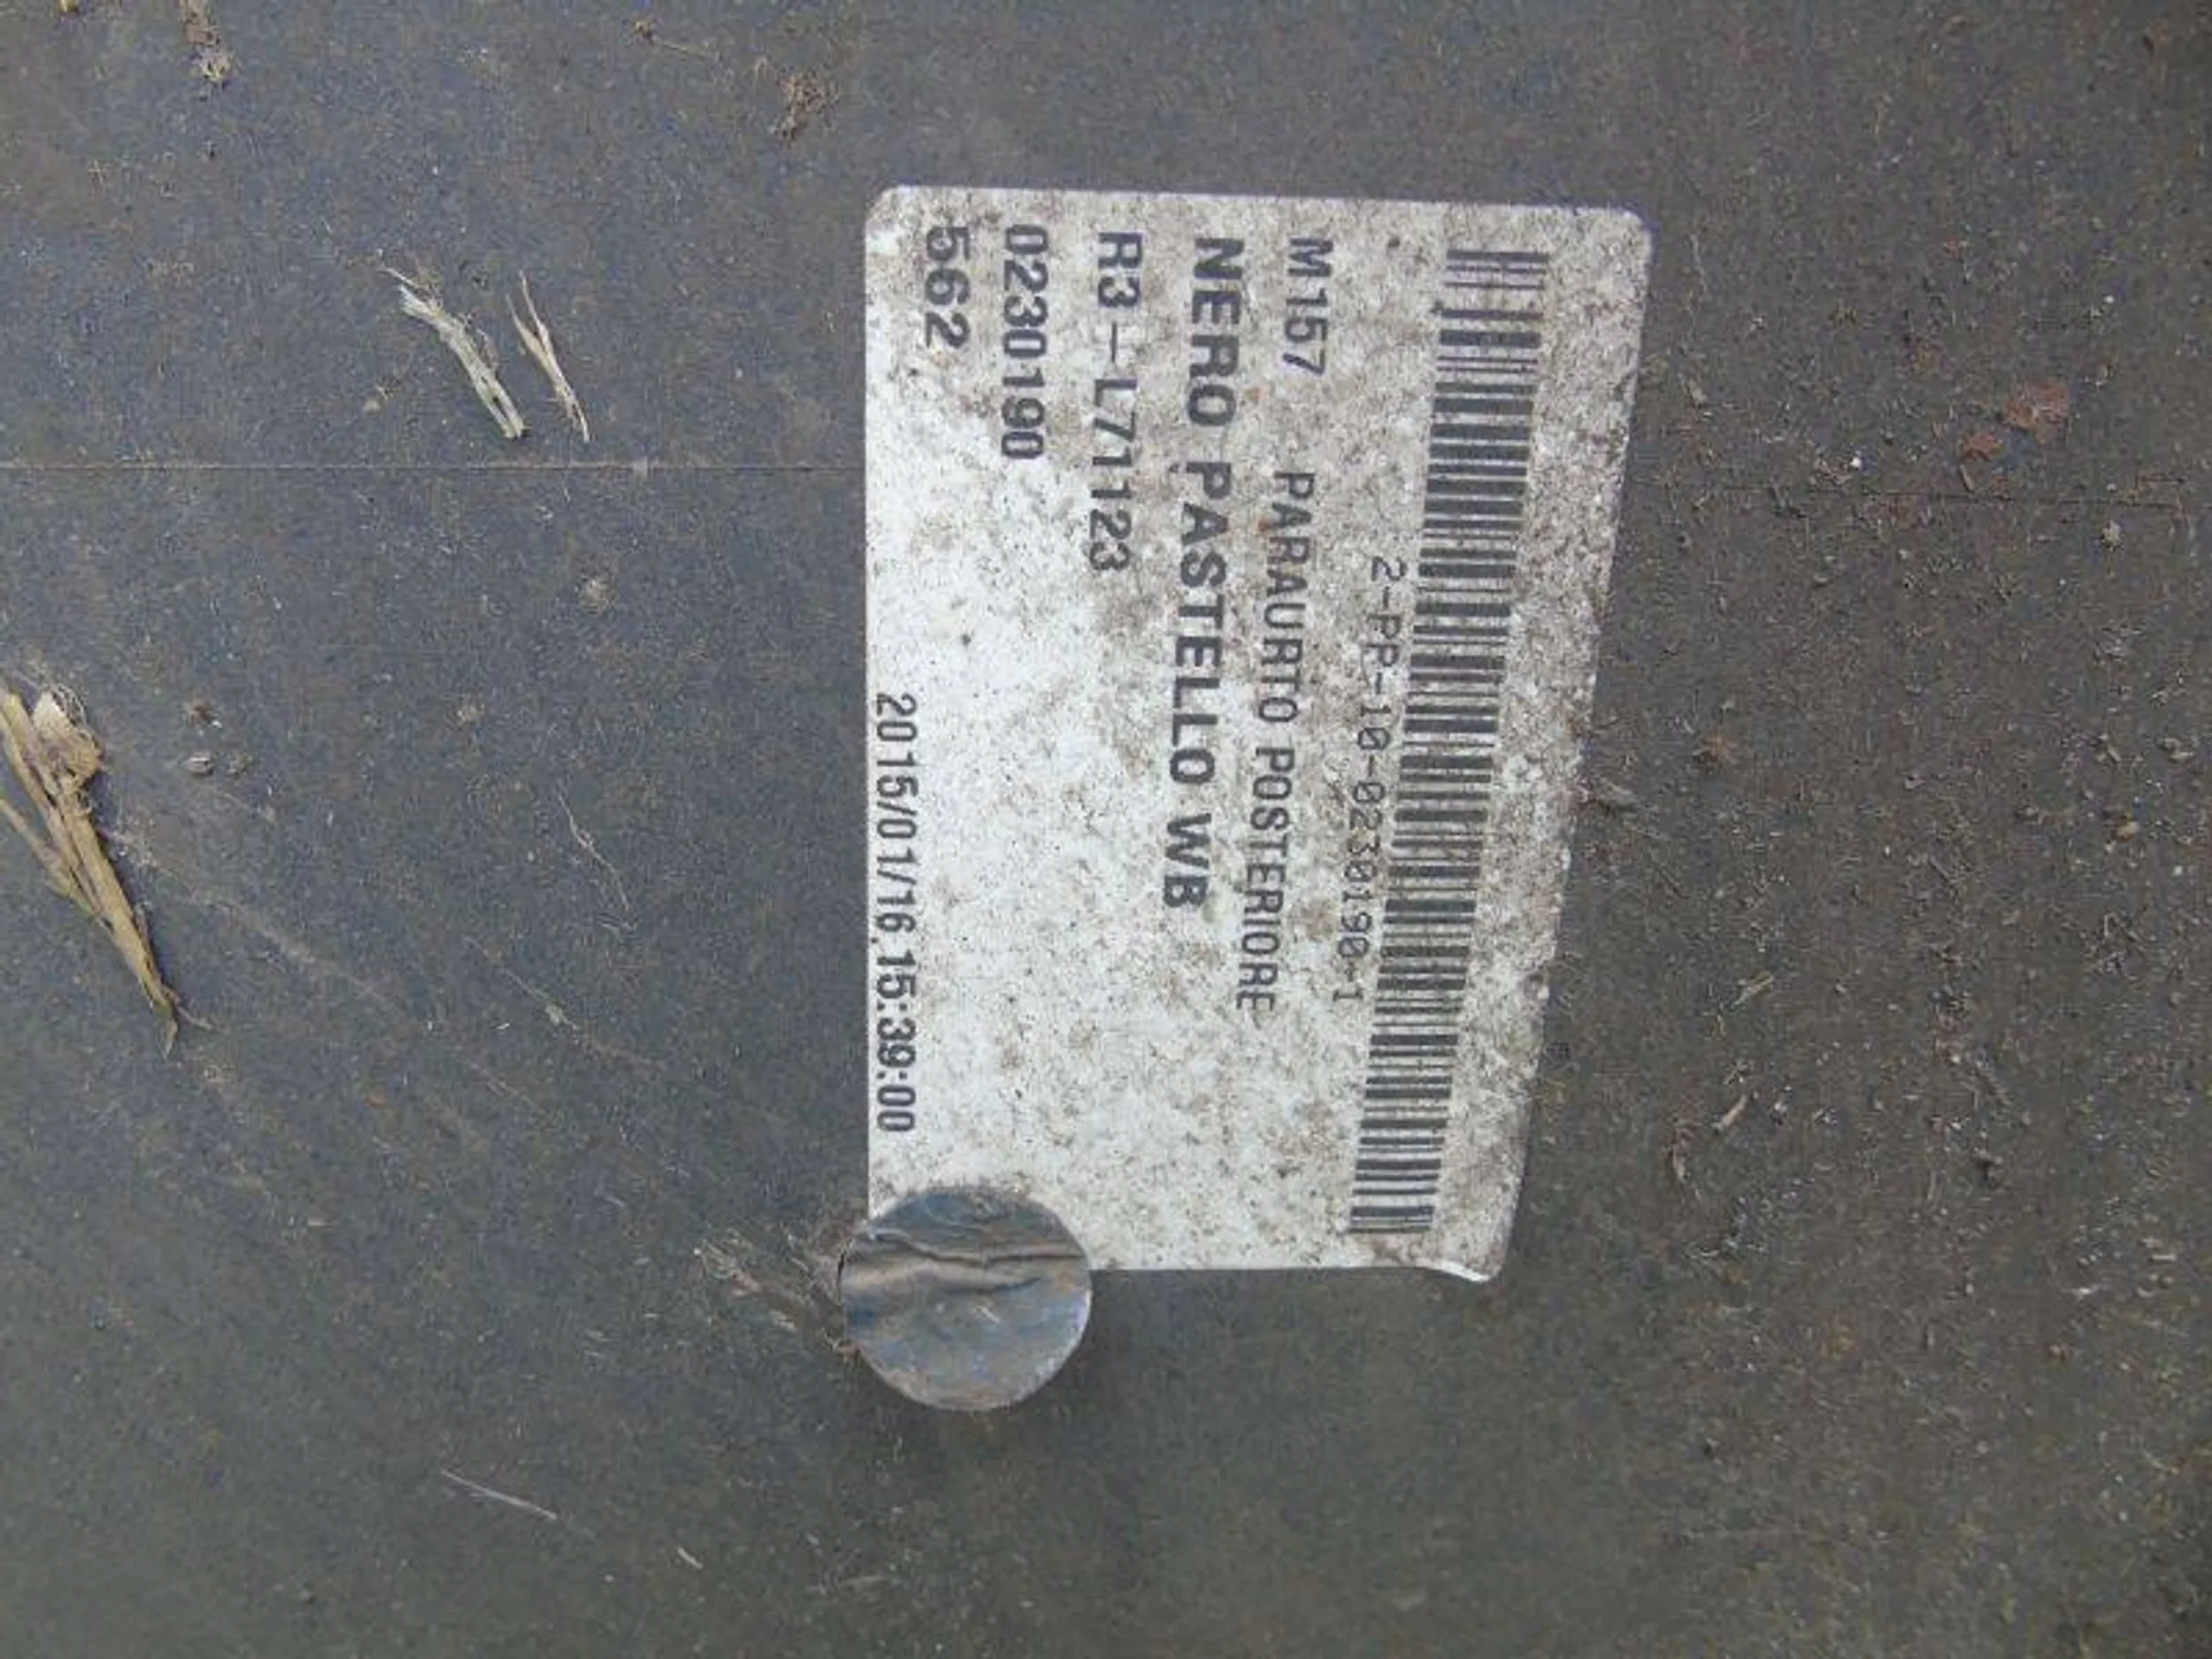 2-PP-10-0230190-I
M157 PARAURTO POSTERIORE
NERO PASTELLO WB
R3-L71123
0230190
562
2015/01/16.15:39:00